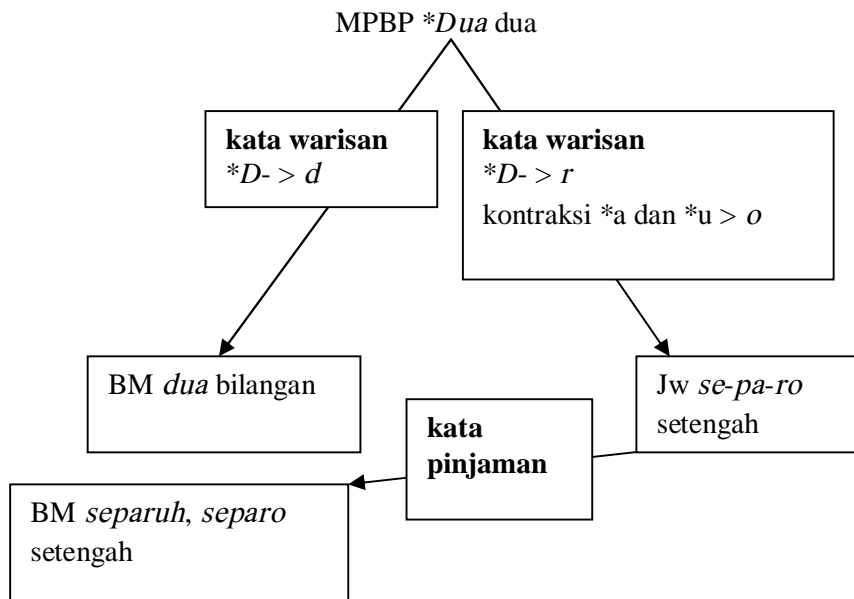 MPBP *Dua dua
kata warisan
*D- > d
kata warisan
*D- > r
kontraksi *a dan *u > o
BM dua bilangan
Jw se-pa-ro
setengah
kata
pinjaman
BM separuh, separo
setengah